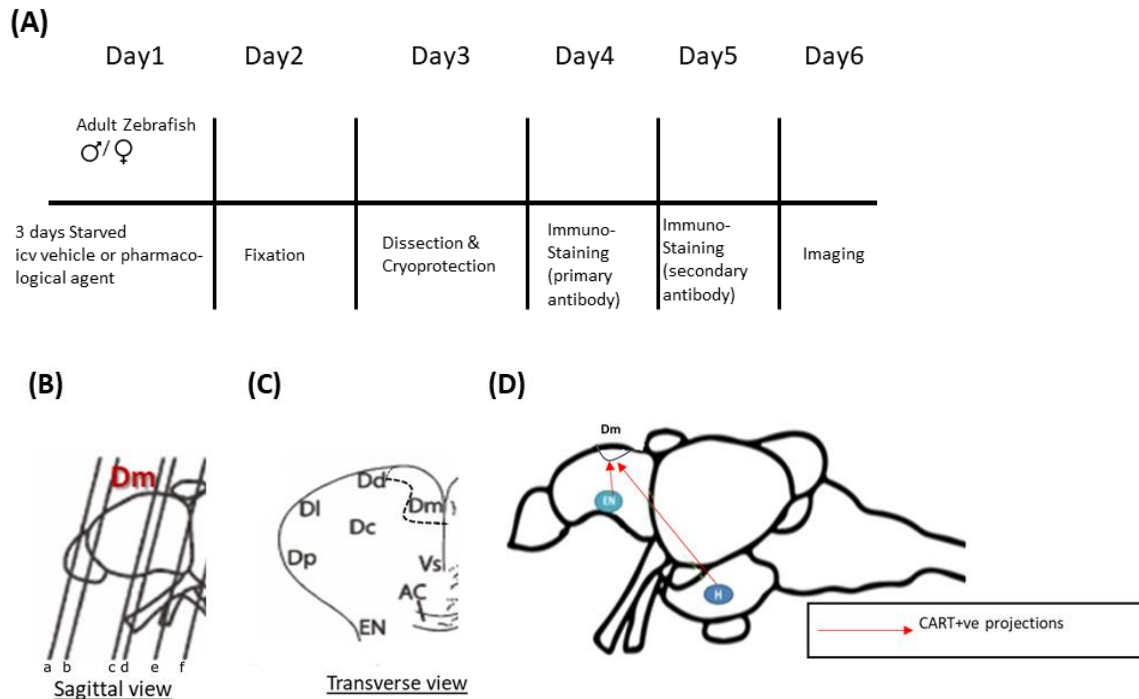 (A)
Day1 Day2 Day3 Day4 Day5 Day6
Adult Zebrafish
♂/♀
3 days Starved
icv vehicle or pharmaco-
logical agent
Fixation
Dissection &
Cryoprotection
Immuno-
Staining
(primary
antibody)
Immuno-
Staining
(secondary
antibody)
Imaging
(B)
Dm
a b c d e f
Sagittal view
(C)
Dd
Dl
Dm
Dc
Dp
Vs
AC
EN
Transverse view
(D)
Dm
EN
H
CART+ve projections